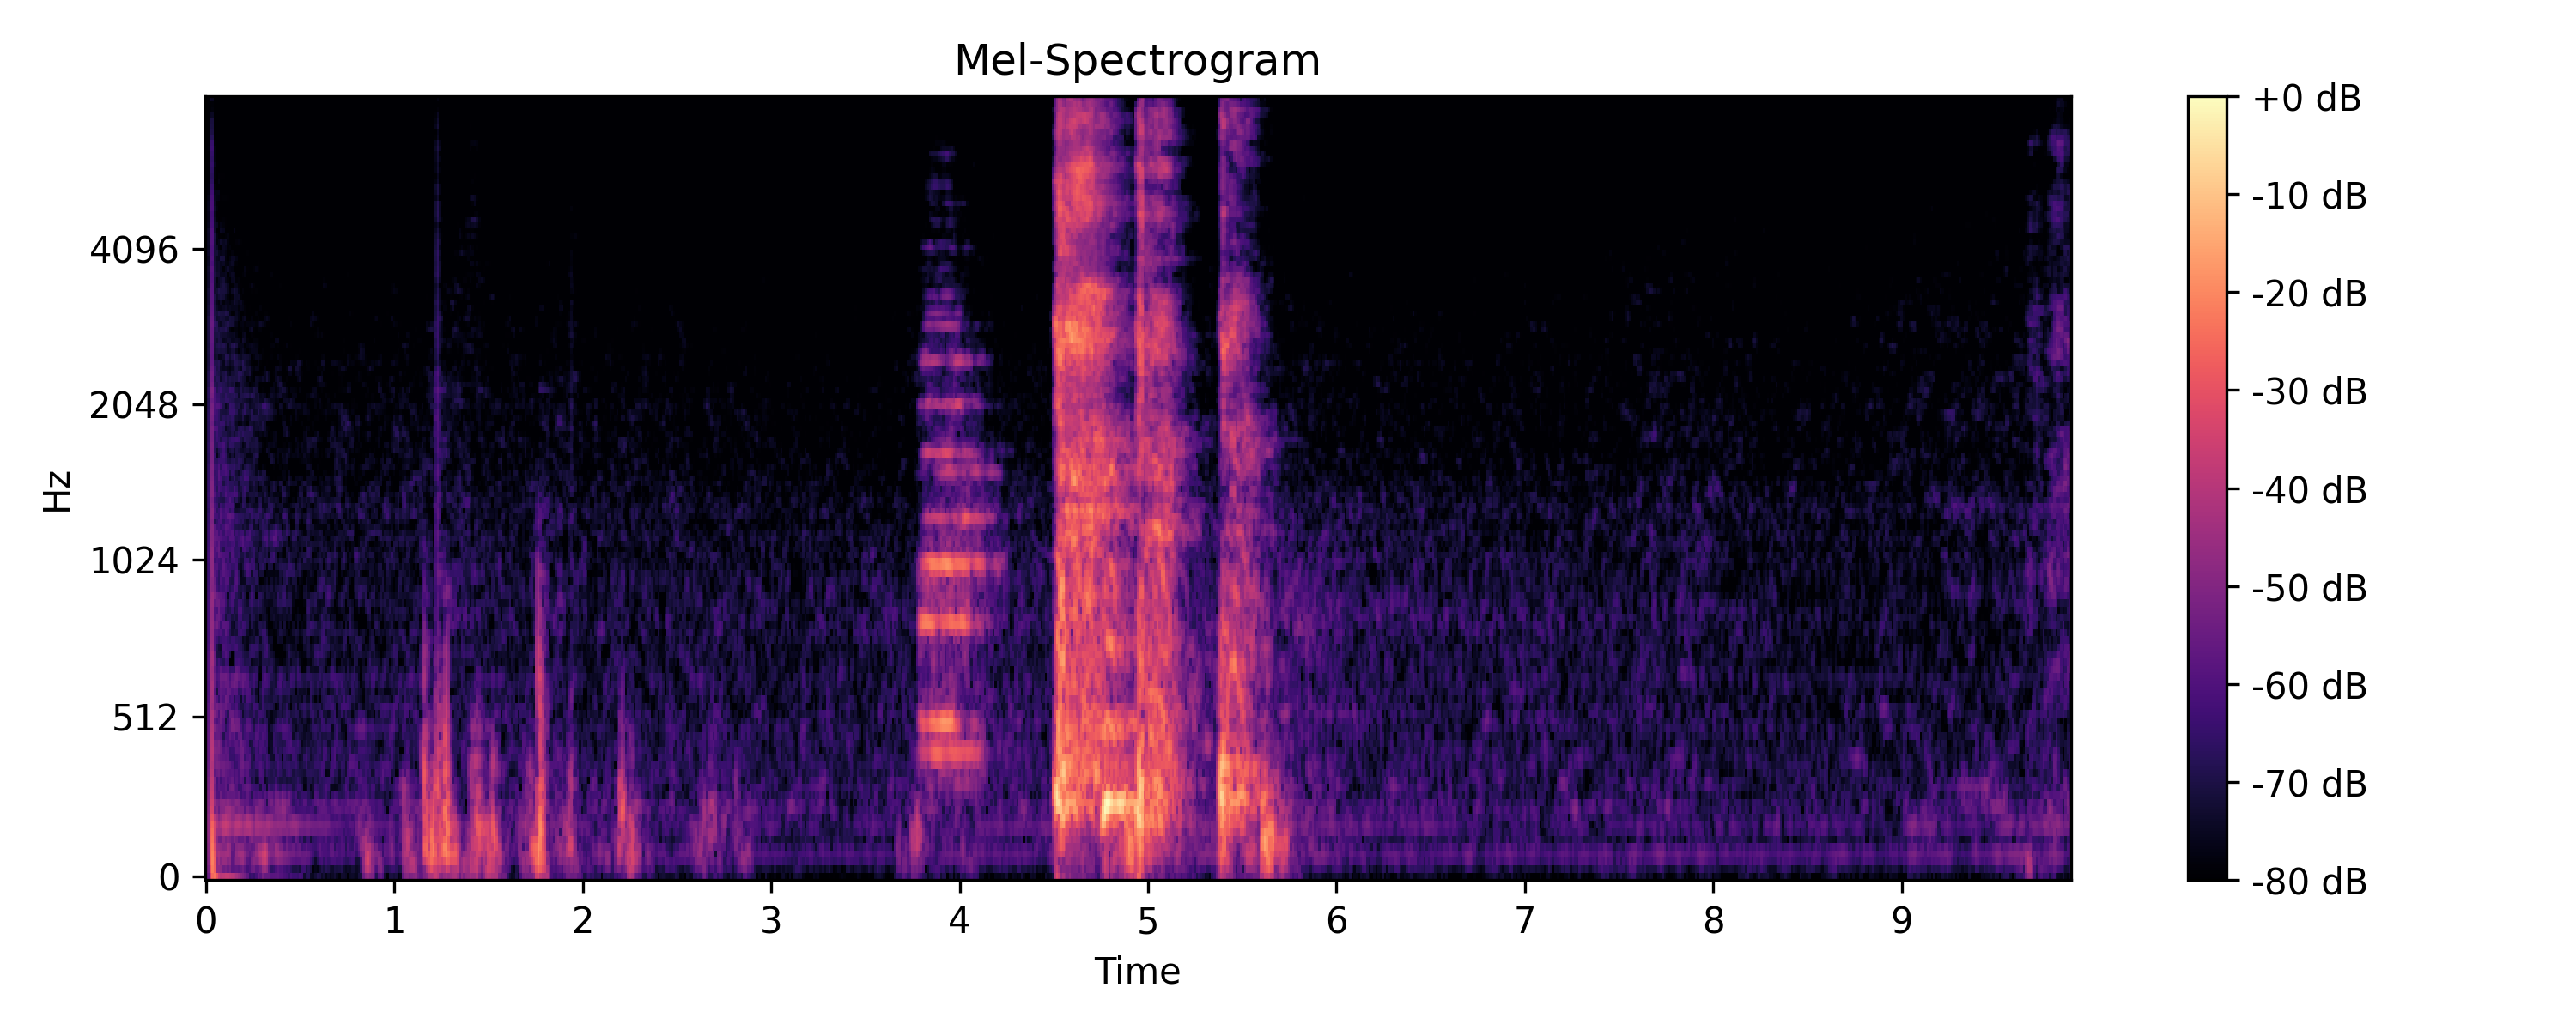 Mel-Spectrogram
+0 dB
-10 dB
-20 dB
-30 dB
-40 dB
-50 dB
-60 dB
-70 dB
-80 dB
4096
2048
1024
512
0
Hz
0 1 2 3 4 5 6 7 8 9
Time